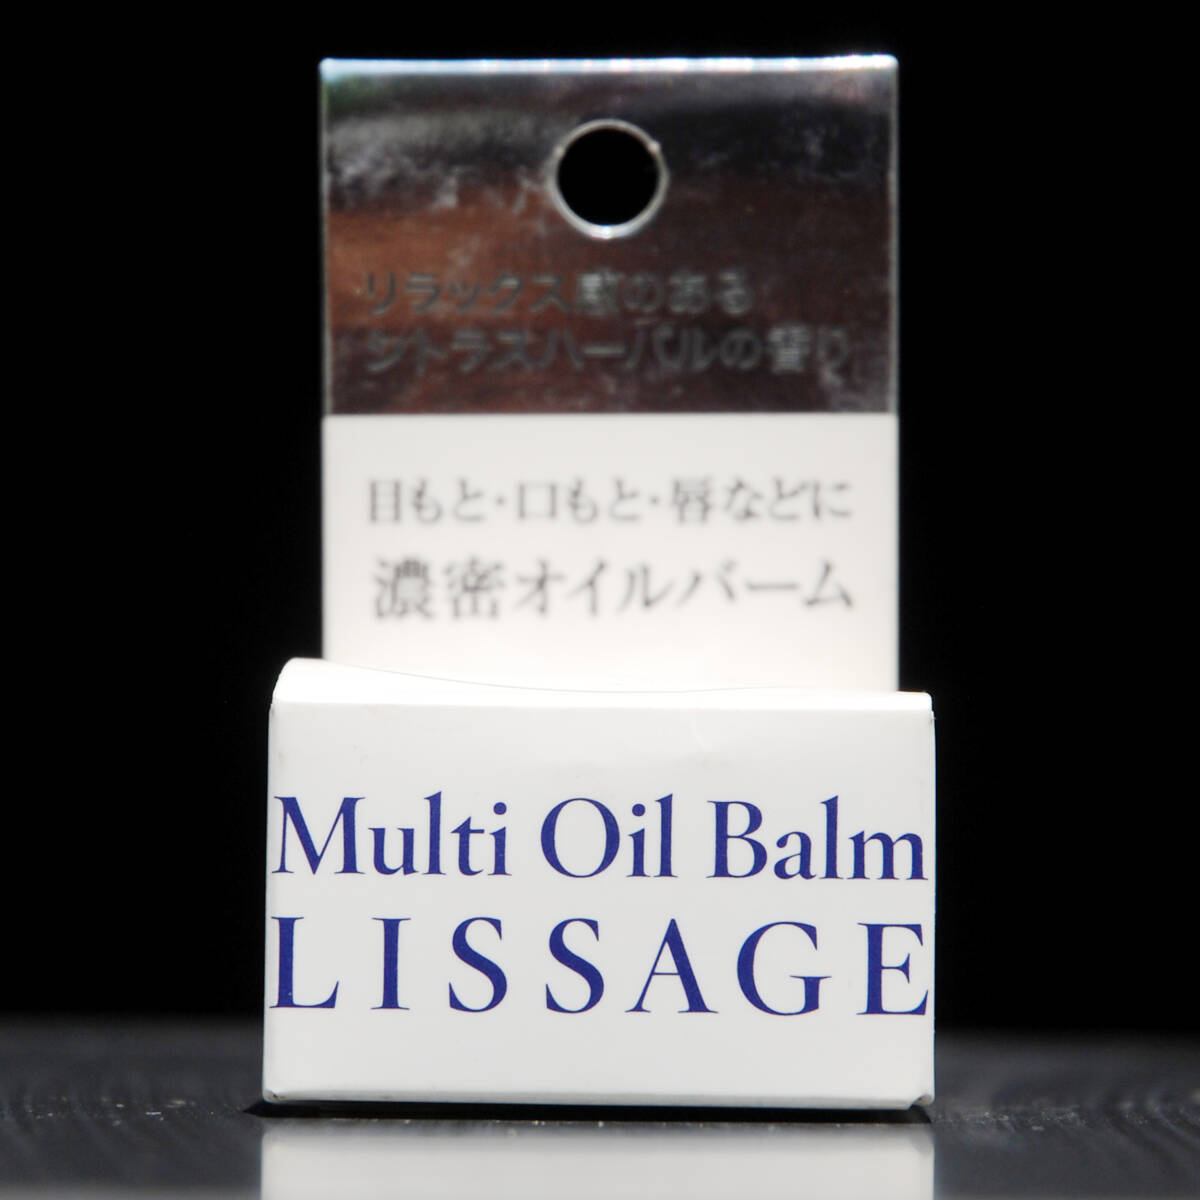 リラックス感のある
シトラスハーバルの香り
目もと・口もと・唇などに
濃密オイルバーム
Multi Oil Balm
LISSAGE